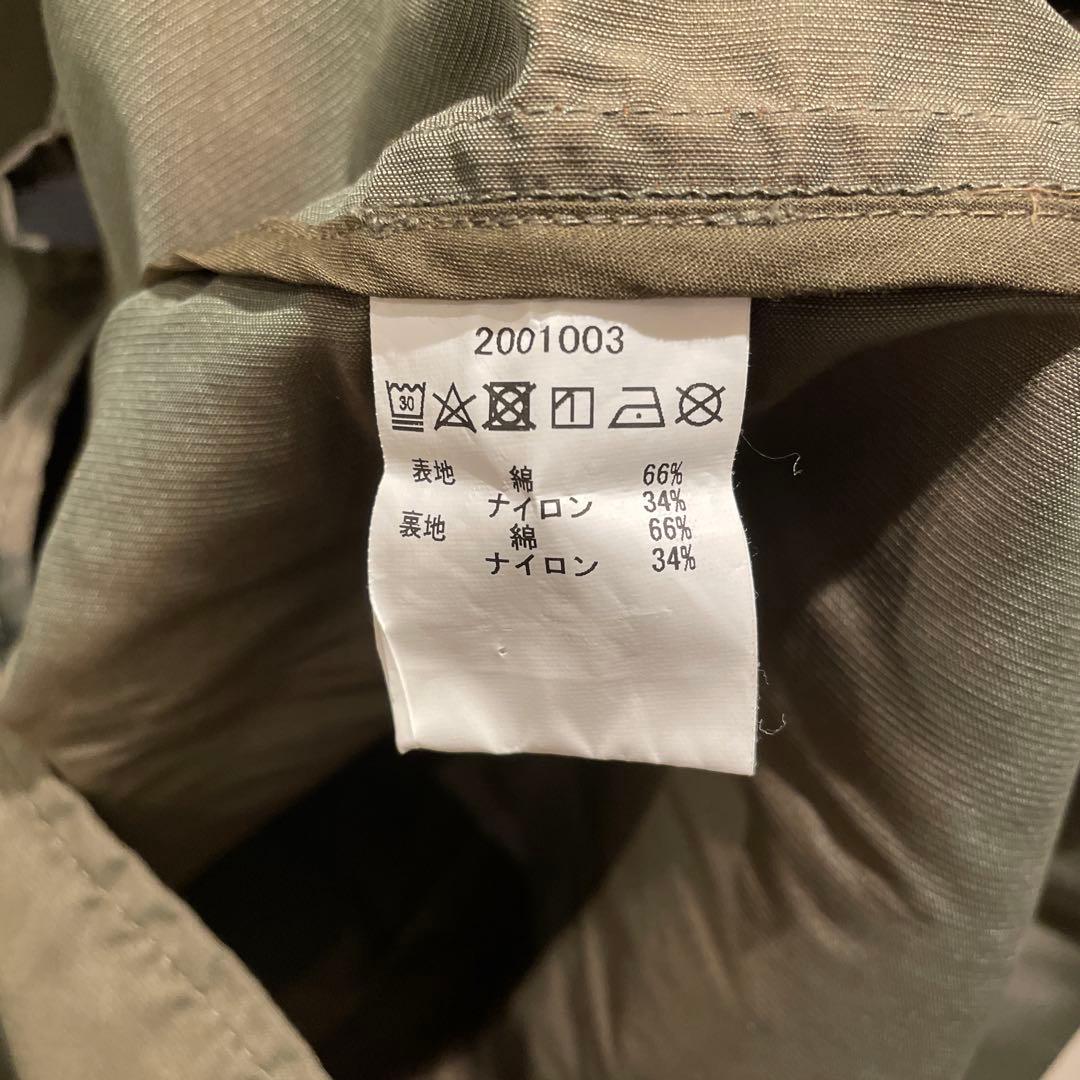 2001003
30
表地 綿 66%
ナイロン 34%
裏地 綿 66%
ナイロン 34%